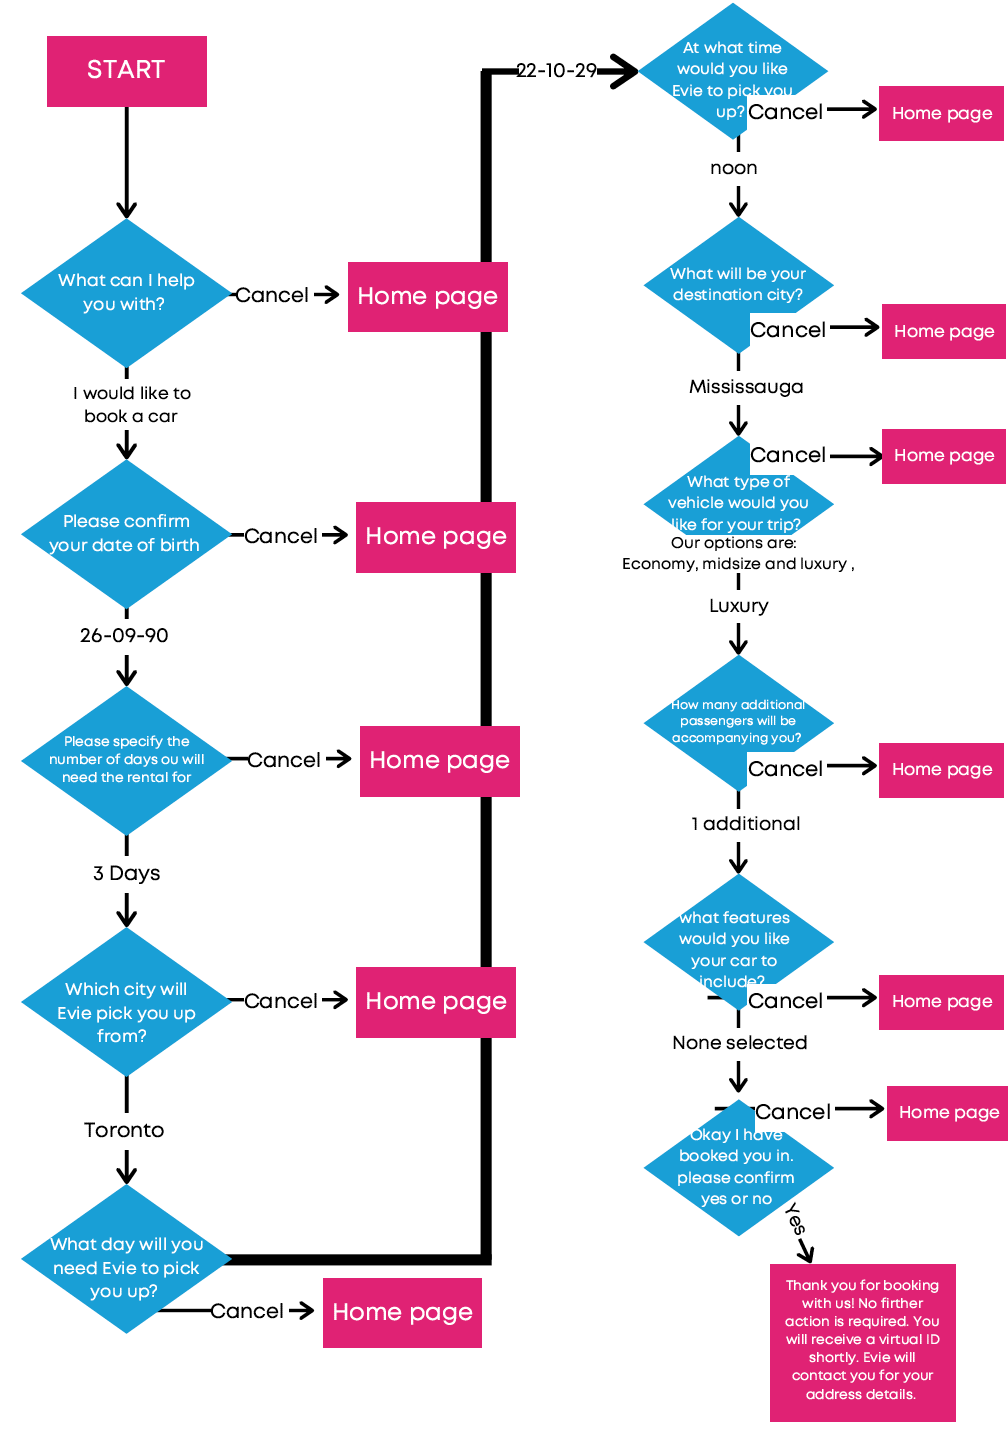 START
What can I help
you with?
Cancel
Home page
I would like to
book a car
Please confirm
your date of birth
Cancel
Home page
26-09-90
Please specify the
number of days ou will
need the rental for
Cancel
Home page
3 Days
Which city will
Evie pick you up
from?
Cancel
Home page
Toronto
What day will you
need Evie to pick
you up?
Cancel
Home page
22-10-29
At what time
would you like
Evie to pick you
up?
Cancel
Home page
noon
What will be your
destination city?
Cancel
Home page
Mississauga
Cancel
Home page
What type of
vehicle would you
like for your trip?
Our options are:
Economy, midsize and luxury ,
Luxury
How many additional
passengers will be
accompanying you?
Cancel
Home page
1 additional
what features
would you like
your car to
include?
Cancel
Home page
None selected
Cancel
Home page
Okay I have
booked you in.
please confirm
yes or no
Yes
Thank you for booking
with us! No firther
action is required. You
will receive a virtual ID
shortly. Evie will
contact you for your
address details.